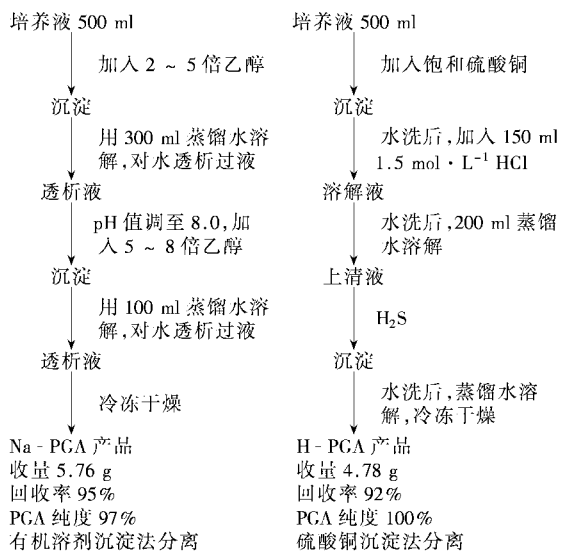 培养液 500 ml
加入 2 ~ 5 倍乙醇
沉淀
用 300 ml 蒸馏水溶
解,对水透析过液
透析液
pH 值调至 8.0,加
入 5 ~ 8 倍乙醇
沉淀
用 100 ml 蒸馏水溶
解,对水透析过液
透析液
冷冻干燥
Na - PGA 产品
收量 5.76 g
回收率 95%
PGA 纯度 97%
有机溶剂沉淀法分离
培养液 500 ml
加入饱和硫酸铜
沉淀
水洗后,加入 150 ml
1.5 mol · L⁻¹ HCl
溶解液
水洗后,200 ml 蒸馏
水溶解
上清液
H₂S
沉淀
水洗后,蒸馏水溶
解,冷冻干燥
H - PGA 产品
收量 4.78 g
回收率 92%
PGA 纯度 100%
硫酸铜沉淀法分离